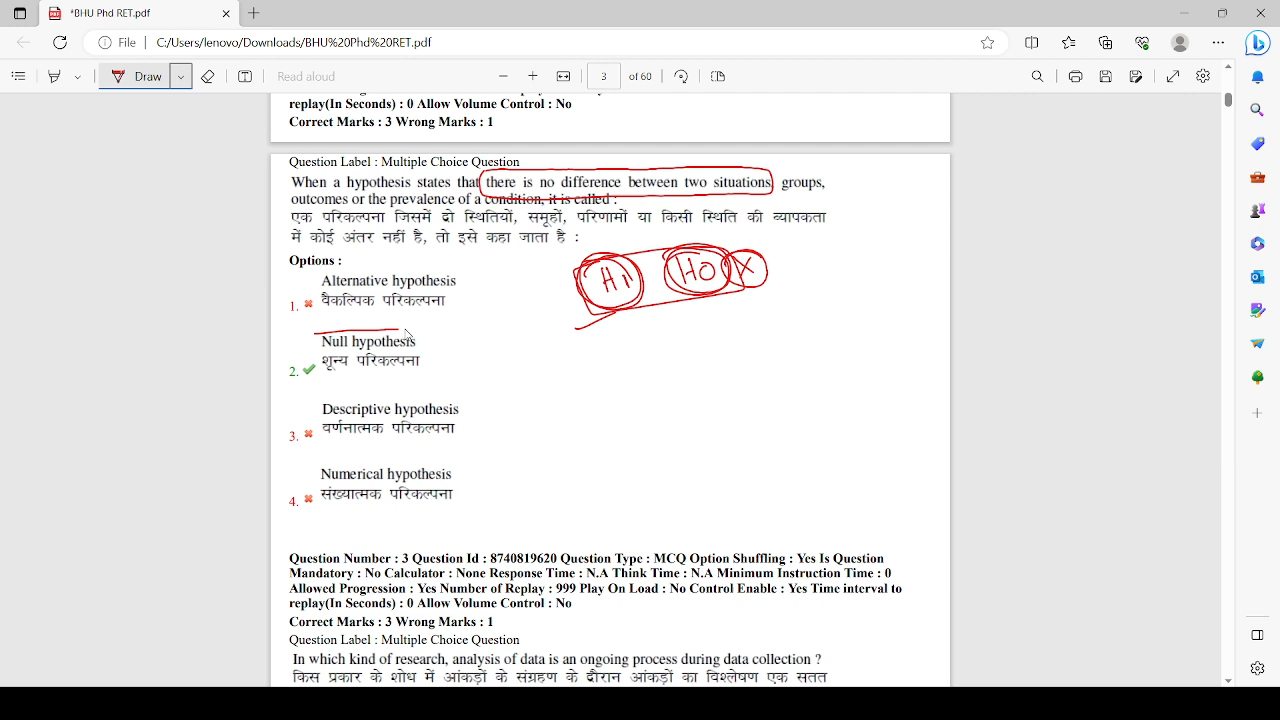 *BHU Phd RET.pdf
File C:/Users/lenovo/Downloads/BHU%20Phd%20RET.pdf
Draw Read aloud 3 of 60
replay(In Seconds) : 0 Allow Volume Control : No
Correct Marks : 3 Wrong Marks : 1
Question Label : Multiple Choice Question
When a hypothesis states that there is no difference between two situations, groups,
outcomes or the prevalence of a condition, it is called :
एक परिकल्पना जिसमें दो स्थितियों, समूहों, परिणामों या किसी स्थिति की व्यापकता
में कोई अंतर नहीं है, तो इसे कहा जाता है :
Options :
H1 H0 X
Alternative hypothesis
वैकल्पिक परिकल्पना
1.
Null hypothesis
शून्य परिकल्पना
2.
Descriptive hypothesis
वर्णनात्मक परिकल्पना
3.
Numerical hypothesis
संख्यात्मक परिकल्पना
4.
Question Number : 3 Question Id : 8740819620 Question Type : MCQ Option Shuffling : Yes Is Question
Mandatory : No Calculator : None Response Time : N.A Think Time : N.A Minimum Instruction Time : 0
Allowed Progression : Yes Number of Replay : 999 Play On Load : No Control Enable : Yes Time interval to
replay(In Seconds) : 0 Allow Volume Control : No
Correct Marks : 3 Wrong Marks : 1
Question Label : Multiple Choice Question
In which kind of research, analysis of data is an ongoing process during data collection ?
किस प्रकार के शोध में आंकड़ों के संग्रहण के दौरान आंकड़ों का विश्लेषण एक सतत